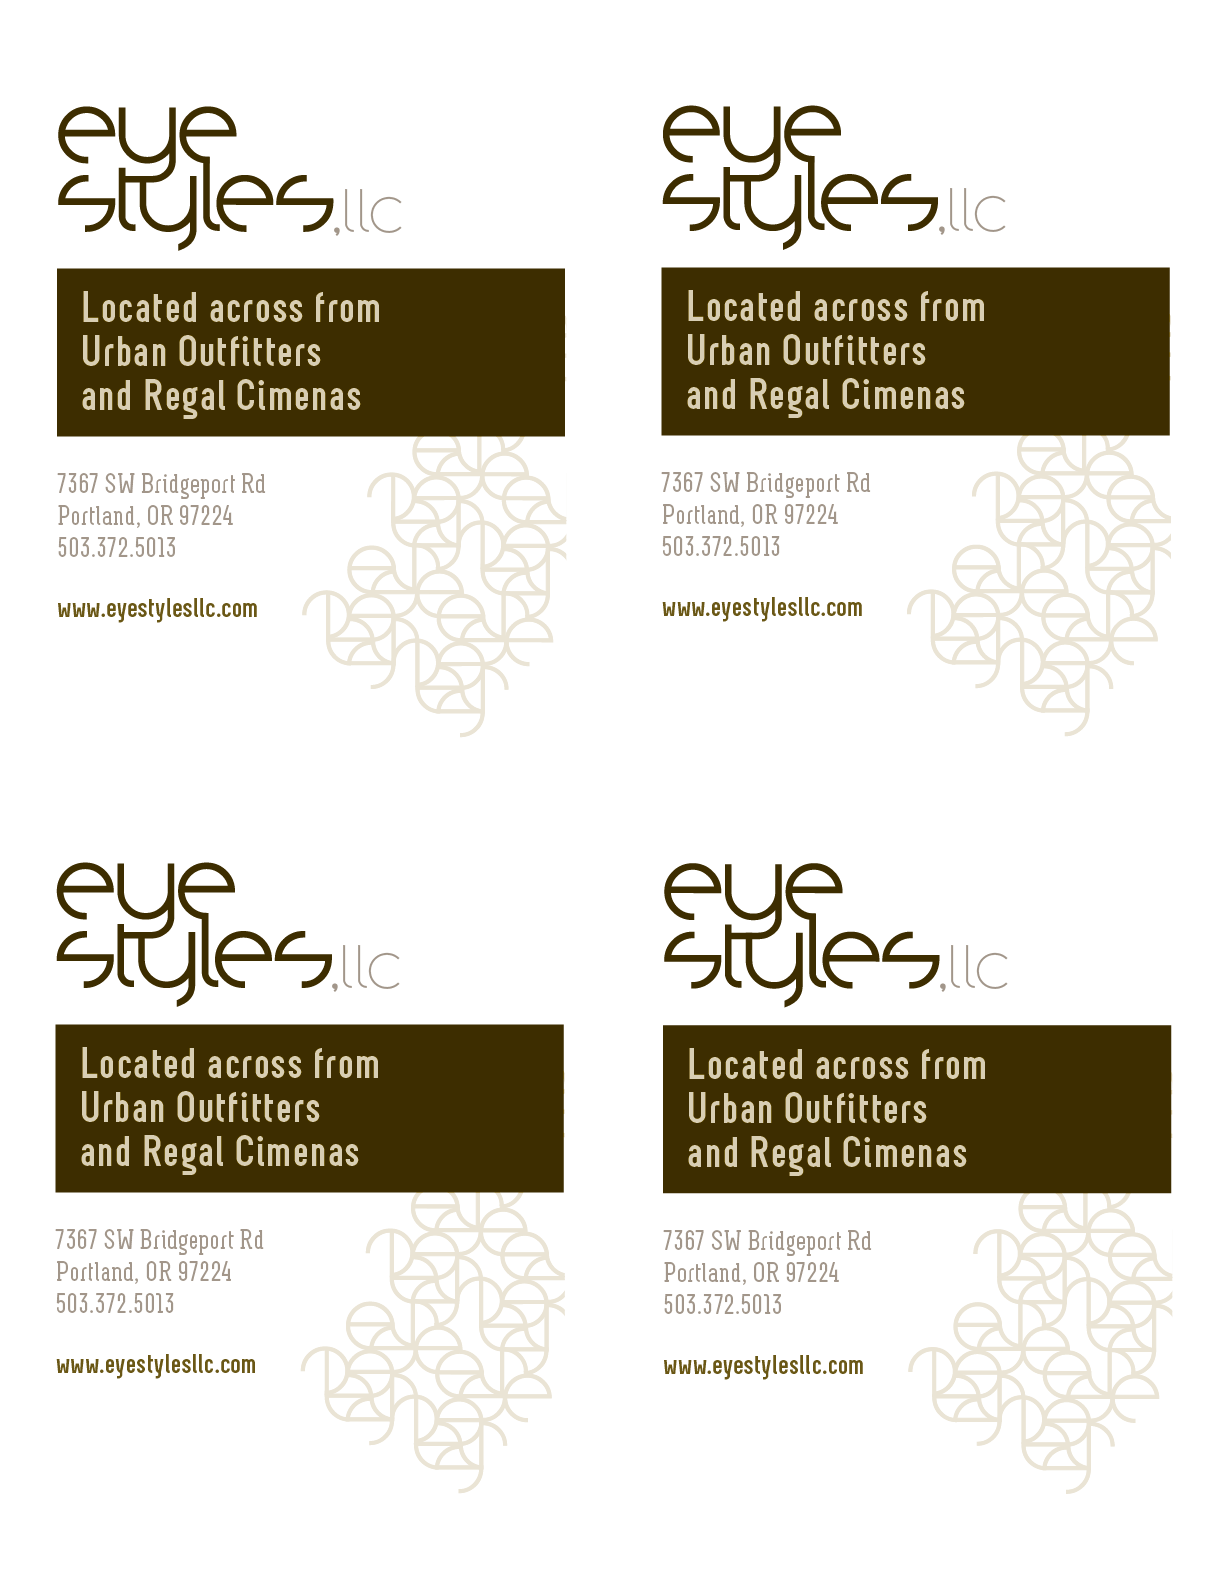 eye
styles, llc
Located across from
Urban Outfitters
and Regal Cimenas
7367 SW Bridgeport Rd
Portland, OR 97224
503.372.5013
www.eyestylesllc.com
eye
styles, llc
Located across from
Urban Outfitters
and Regal Cimenas
7367 SW Bridgeport Rd
Portland, OR 97224
503.372.5013
www.eyestylesllc.com
eye
styles, llc
Located across from
Urban Outfitters
and Regal Cimenas
7367 SW Bridgeport Rd
Portland, OR 97224
503.372.5013
www.eyestylesllc.com
eye
styles, llc
Located across from
Urban Outfitters
and Regal Cimenas
7367 SW Bridgeport Rd
Portland, OR 97224
503.372.5013
www.eyestylesllc.com